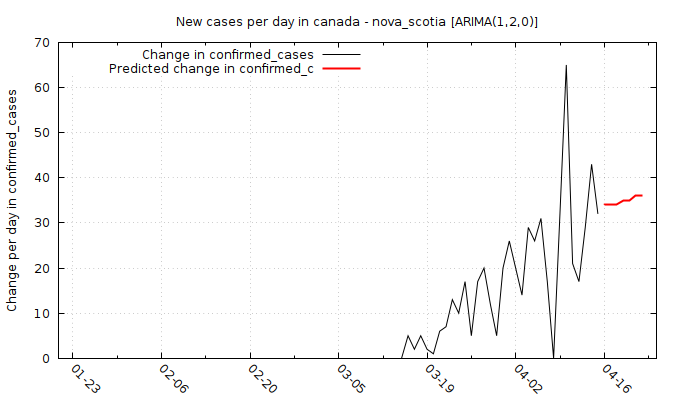 New cases per day in canada - nova_scotia [ARIMA(1,2,0)]
Change in confirmed_cases
Predicted change in confirmed_c
Change per day in confirmed_cases
70
60
50
40
30
20
10
0
01-23 02-06 02-20 03-05 03-19 04-02 04-16